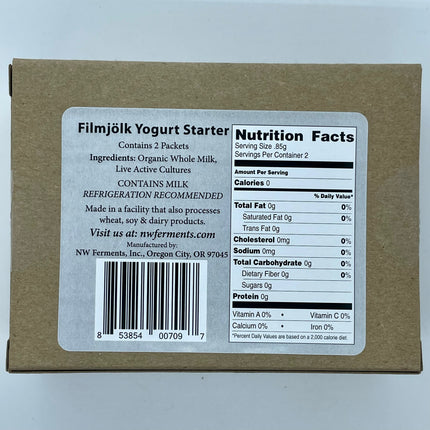 Filmjölk Yogurt Starter
Contains 2 Packets
Ingredients: Organic Whole Milk,
Live Active Cultures
CONTAINS MILK
REFRIGERATION RECOMMENDED
Made in a facility that also processes
wheat, soy & dairy products.
Visit us at: nwferments.com
Manufactured by:
NW Ferments, Inc., Oregon City, OR 97045
8 53854 00709 7
Nutrition Facts
Serving Size .85g
Servings Per Container 2
Amount Per Serving
Calories 0
% Daily Value*
Total Fat 0g 0%
Saturated Fat 0g 0%
Trans Fat 0g
Cholesterol 0mg 0%
Sodium 0mg 0%
Total Carbohydrate 0g 0%
Dietary Fiber 0g 0%
Sugars 0g
Protein 0g
Vitamin A 0% • Vitamin C 0%
Calcium 0% • Iron 0%
*Percent Daily Values are based on a 2,000 calorie diet.